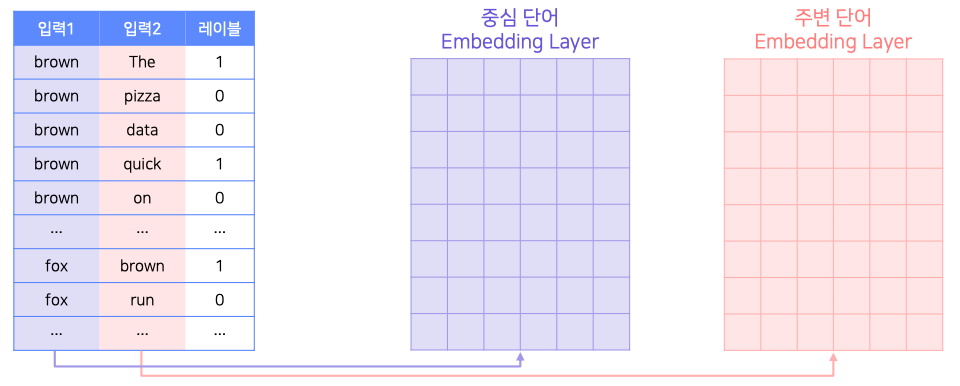 입력1 입력2 레이블
brown The 1
brown pizza 0
brown data 0
brown quick 1
brown on 0
... ... ...
fox brown 1
fox run 0
... ... ...
중심 단어
Embedding Layer
주변 단어
Embedding Layer